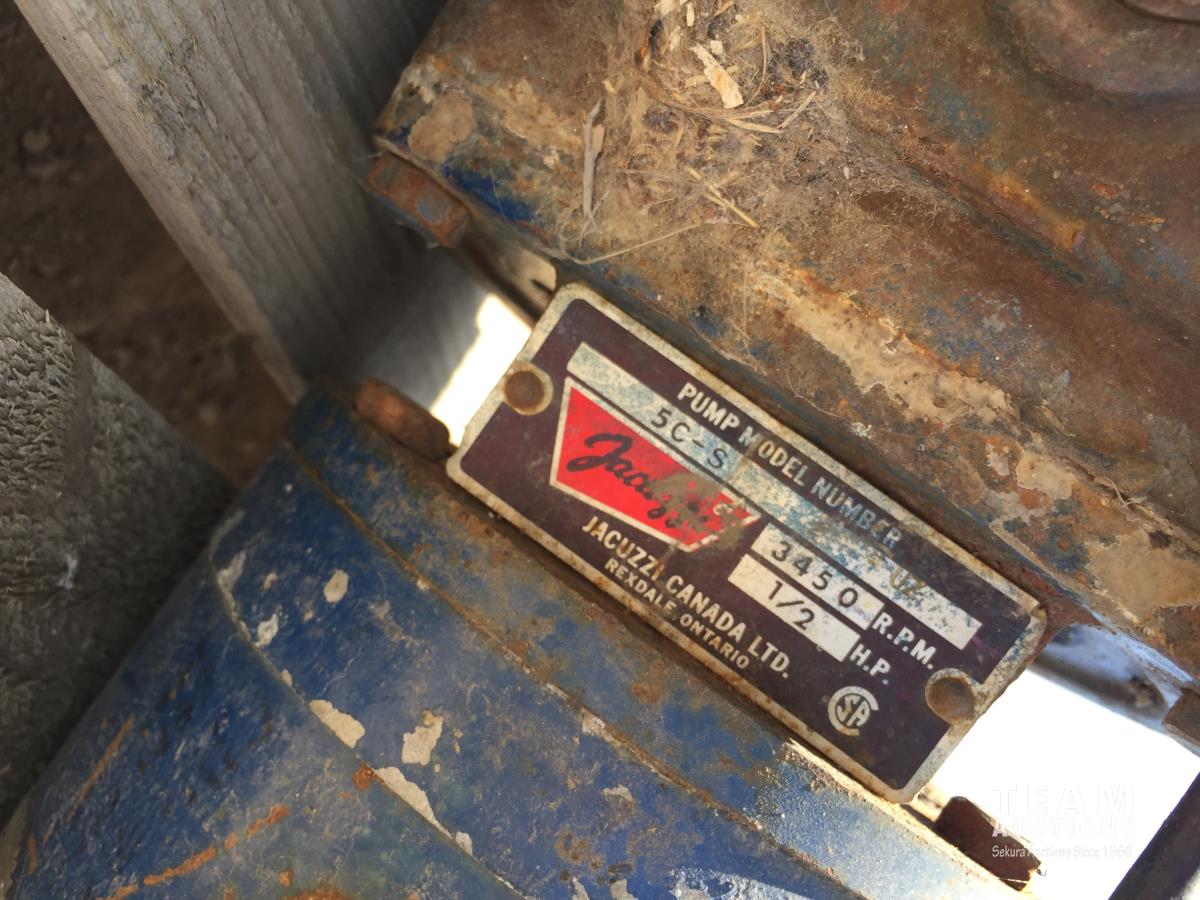 PUMP MODEL NUMBER
5C-S
Jacuzzi
3450 R.P.M.
1/2 H.P.
JACUZZI CANADA LTD.
REXDALE ONTARIO
TEAM
AUCTIONS
Sekura Auctions Since 1966